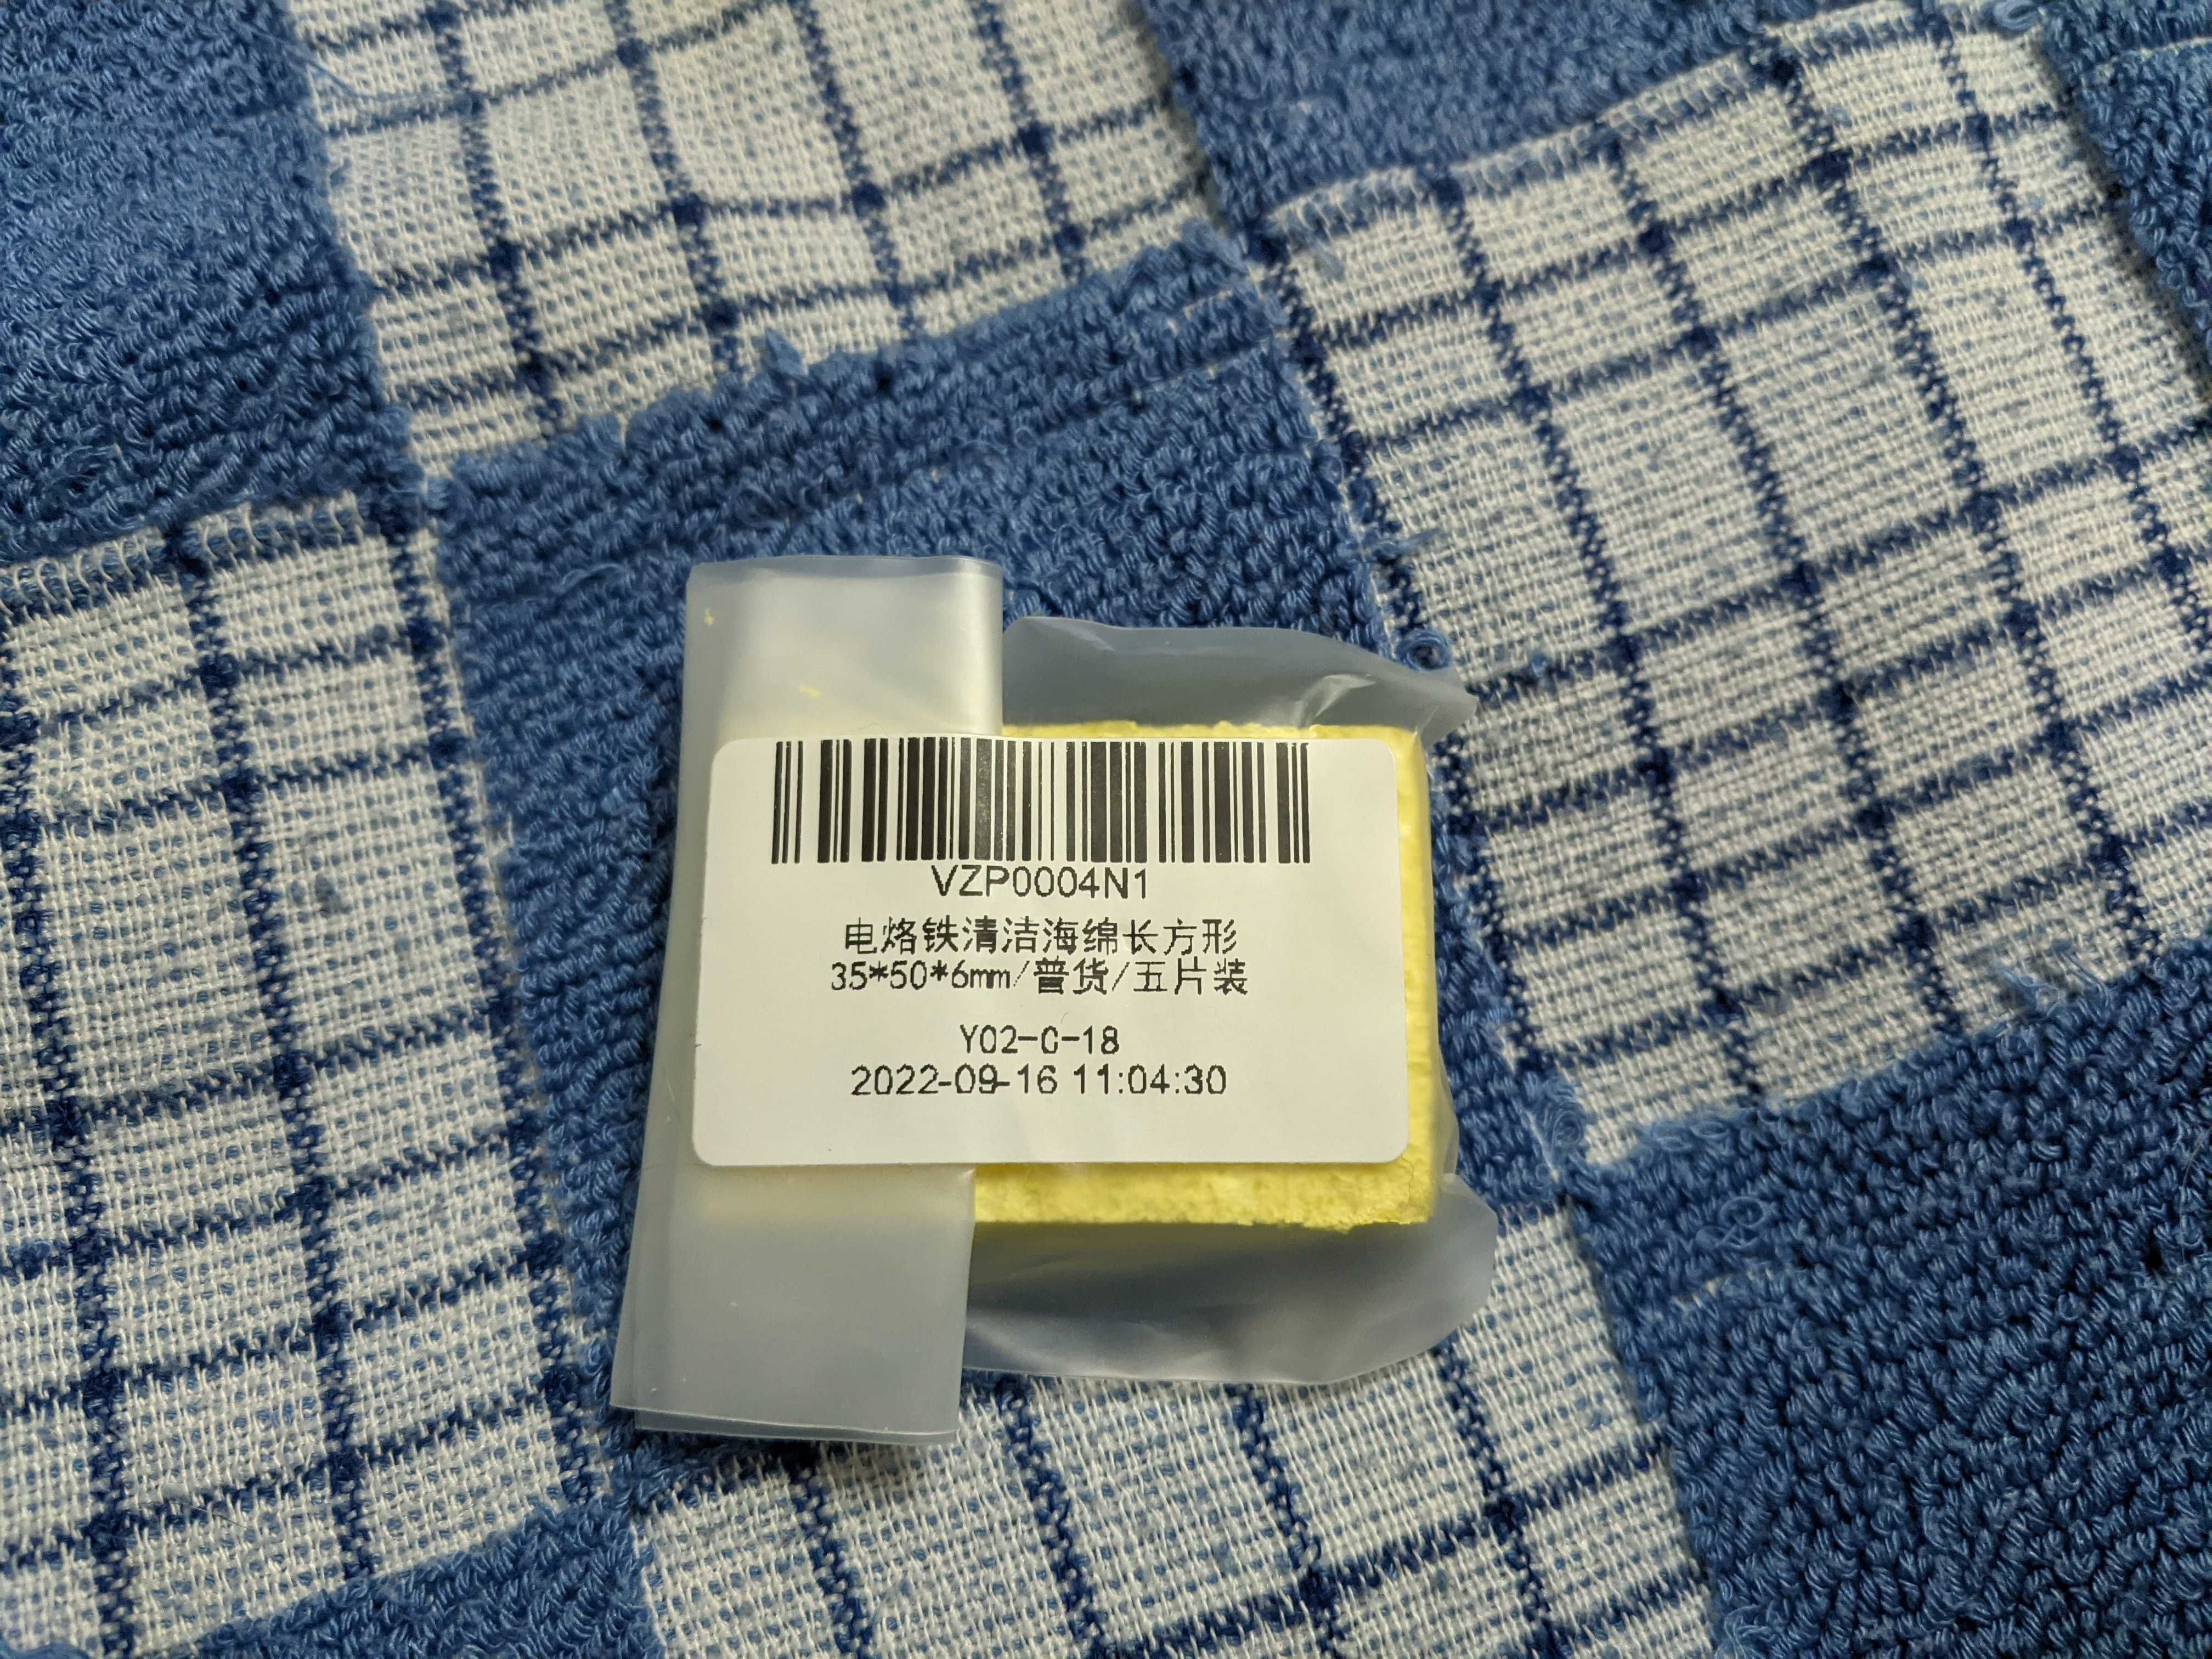 VZP0004N1
电烙铁清洁海绵长方形
35*50*6mm/普货/五片装
Y02-C-18
2022-09-16 11:04:30